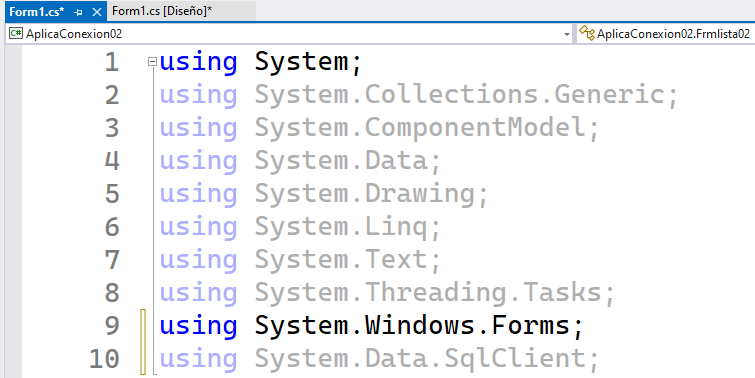 Form1.cs* Form1.cs [Diseño]*
C# AplicaConexion02 AplicaConexion02.Frmlista02
1 using System;
2 using System.Collections.Generic;
3 using System.ComponentModel;
4 using System.Data;
5 using System.Drawing;
6 using System.Linq;
7 using System.Text;
8 using System.Threading.Tasks;
9 using System.Windows.Forms;
10 using System.Data.SqlClient;